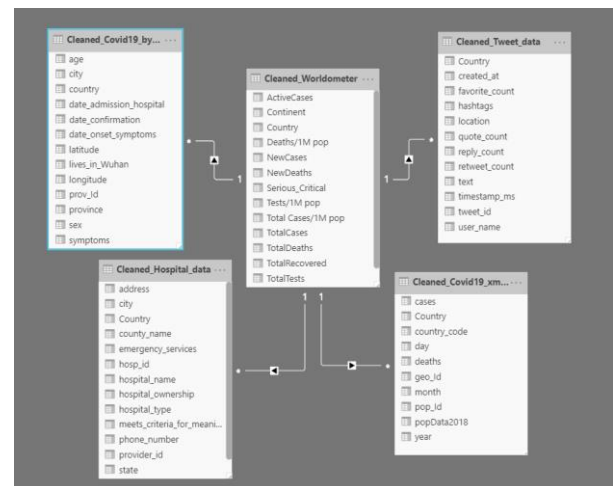 Cleaned_Covid19_by... ...
age
city
country
date_admission_hospital
date_confirmation
date_onset_symptoms
latitude
lives_in_Wuhan
longitude
prov_Id
province
sex
symptoms
Cleaned_Worldometer ...
ActiveCases
Continent
Country
Deaths/1M pop
NewCases
NewDeaths
Serious_Critical
Tests/1M pop
Total Cases/1M pop
TotalCases
TotalDeaths
TotalRecovered
TotalTests
Cleaned_Tweet_data ...
Country
created_at
favorite_count
hashtags
location
quote_count
reply_count
retweet_count
text
timestamp_ms
tweet_id
user_name
1
1
1
1
Cleaned_Hospital_data ...
address
city
Country
county_name
emergency_services
hosp_id
hospital_name
hospital_ownership
hospital_type
meets_criteria_for_meani...
phone_number
provider_id
state
Cleaned_Covid19_xm... ...
cases
Country
country_code
day
deaths
geo_Id
month
pop_Id
popData2018
year